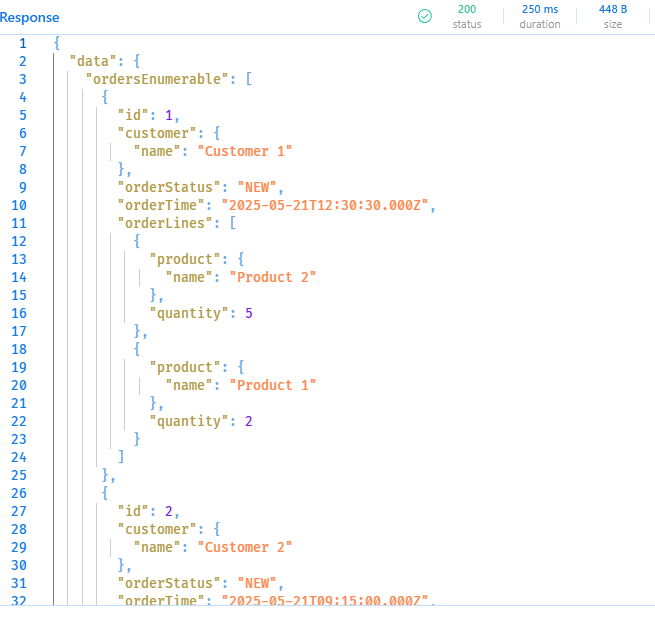 Response
200 250 ms 448 B
status duration size
1 {
2 "data": {
3 "ordersEnumerable": [
4 {
5 "id": 1,
6 "customer": {
7 "name": "Customer 1"
8 },
9 "orderStatus": "NEW",
10 "orderTime": "2025-05-21T12:30:30.000Z",
11 "orderLines": [
12 {
13 "product": {
14 "name": "Product 2"
15 },
16 "quantity": 5
17 },
18 {
19 "product": {
20 "name": "Product 1"
21 },
22 "quantity": 2
23 }
24 ]
25 },
26 {
27 "id": 2,
28 "customer": {
29 "name": "Customer 2"
30 },
31 "orderStatus": "NEW",
32 "orderTime": "2025-05-21T09:15:00.000Z",